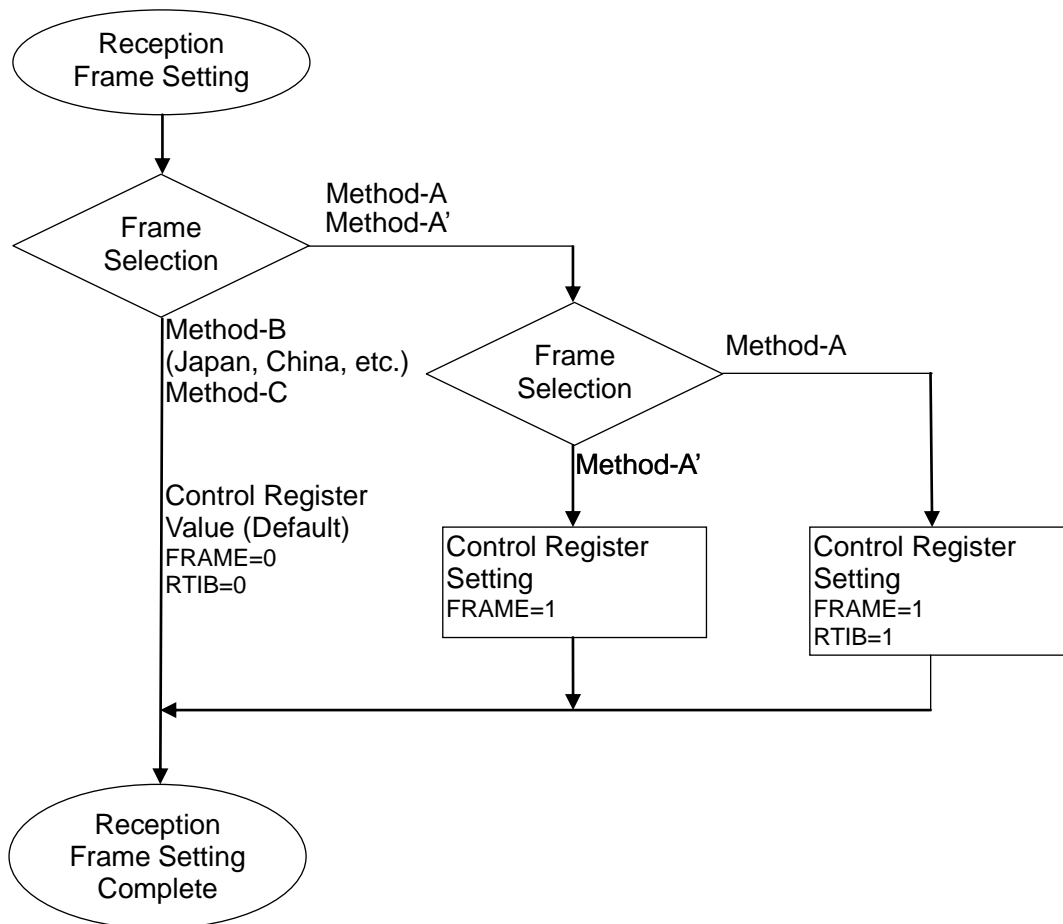 Reception
Frame Setting
Frame
Selection
Method-A
Method-A’
Method-B
(Japan, China, etc.)
Method-C
Control Register
Value (Default)
FRAME=0
RTIB=0
Frame
Selection
Method-A
Method-A’
Control Register
Setting
FRAME=1
Control Register
Setting
FRAME=1
RTIB=1
Reception
Frame Setting
Complete